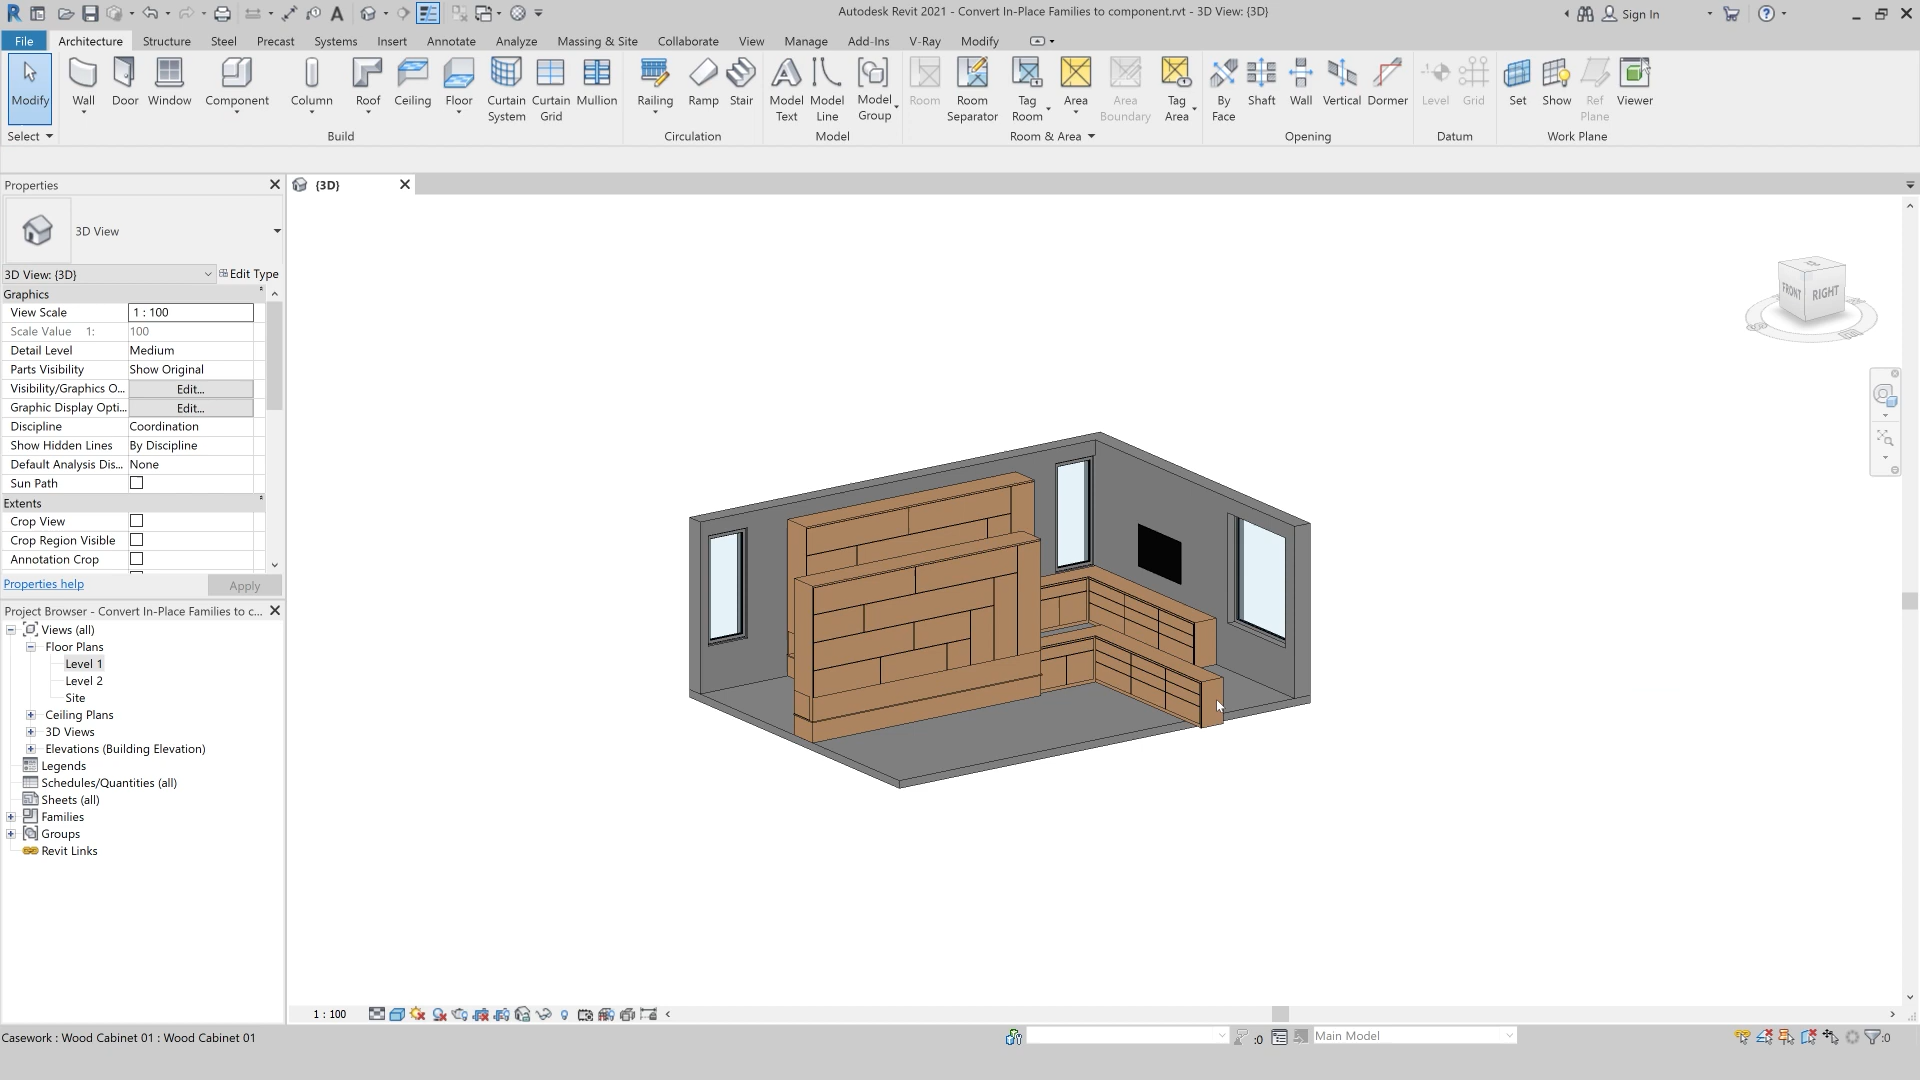 Autodesk Revit 2021 - Convert In-Place Families to component.rvt - 3D View: {3D}
Sign In
File Architecture Structure Steel Precast Systems Insert Annotate Analyze Massing & Site Collaborate View Manage Add-Ins V-Ray Modify
Modify Wall Door Window Component Column Roof Ceiling Floor Curtain System Curtain Grid Mullion Railing Ramp Stair Model Text Model Line Model Group Room Room Separator Tag Room Area Area Boundary Tag Area By Face Shaft Wall Vertical Dormer Level Grid Set Show Ref Plane Viewer
Select Build Circulation Model Room & Area Opening Datum Work Plane
Properties
{3D}
3D View
3D View: {3D}
Edit Type
Graphics
View Scale 1 : 100
Scale Value 1: 100
Detail Level Medium
Parts Visibility Show Original
Visibility/Graphics O... Edit...
Graphic Display Opti... Edit...
Discipline Coordination
Show Hidden Lines By Discipline
Default Analysis Dis... None
Sun Path
Extents
Crop View
Crop Region Visible
Annotation Crop
Properties help Apply
Project Browser - Convert In-Place Families to c...
Views (all)
Floor Plans
Level 1
Level 2
Site
Ceiling Plans
3D Views
Elevations (Building Elevation)
Legends
Schedules/Quantities (all)
Sheets (all)
Families
Groups
Revit Links
FRONT RIGHT
1 : 100
Casework : Wood Cabinet 01 : Wood Cabinet 01
:0
Main Model
:0